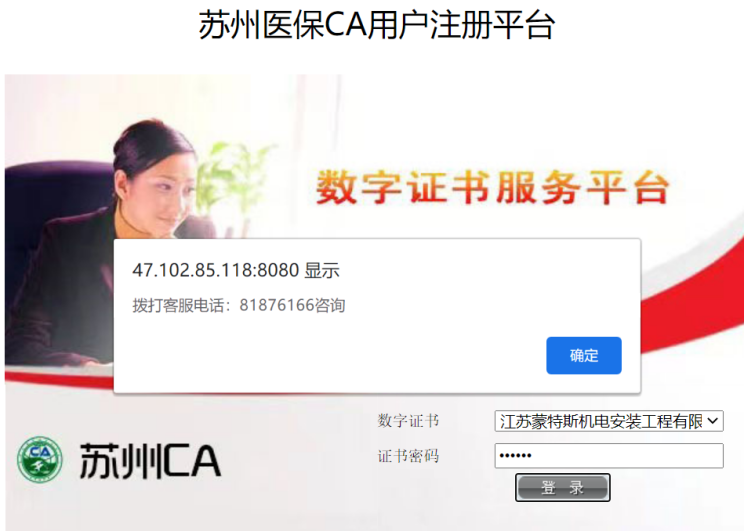 苏州医保CA用户注册平台
数字证书服务平台
47.102.85.118:8080 显示
拨打客服电话：81876166咨询
确定
数字证书
江苏蒙特斯机电安装工程有限
证书密码
••••••
登 录
CA
苏州CA